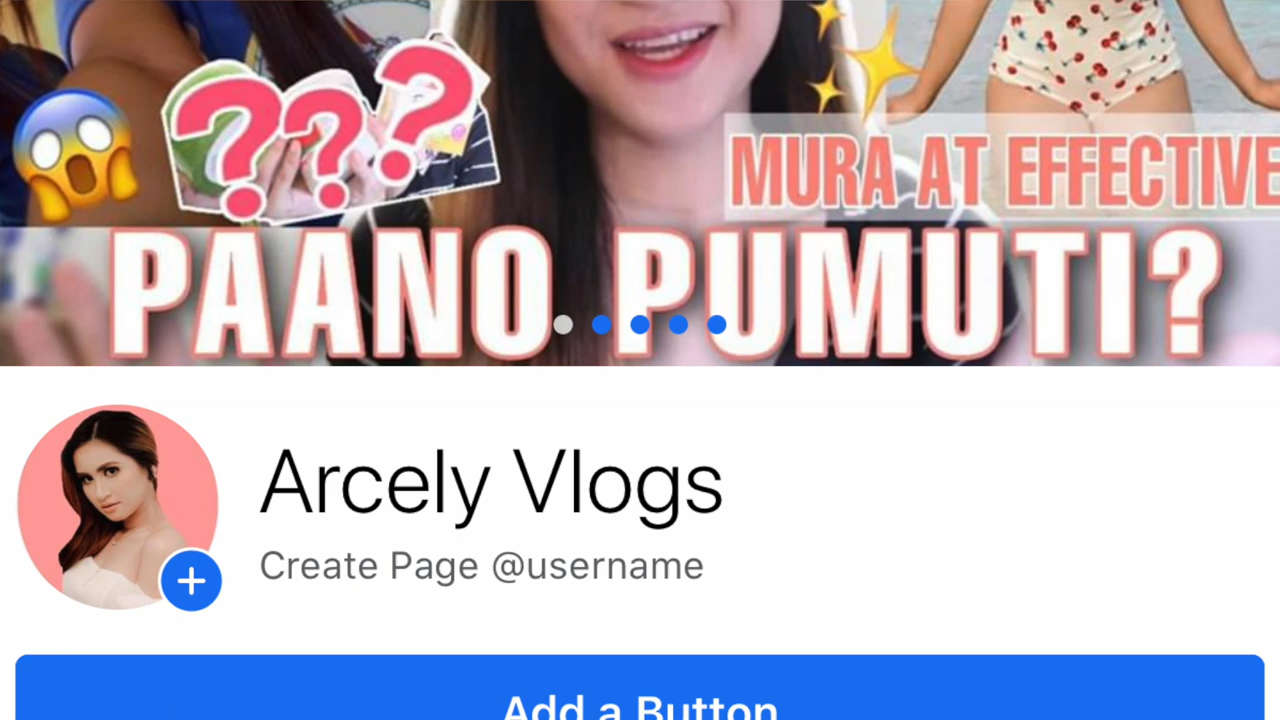 ???
MURA AT EFFECTIVE
PAANO PUMUTI?
Arcely Vlogs
Create Page @username
Add a Button